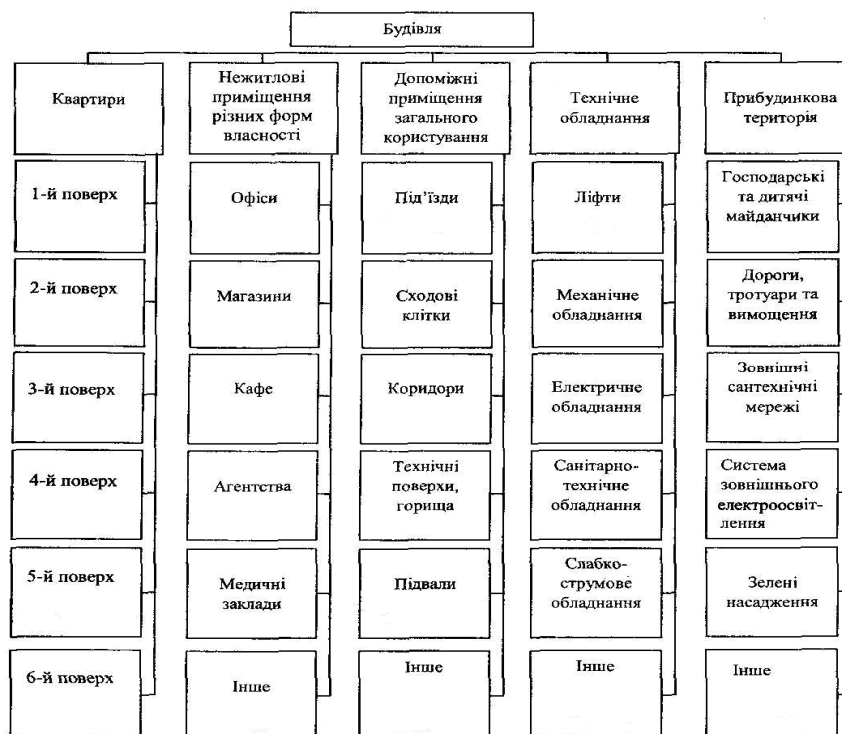 Будівля
Квартири
Нежитлові
приміщення
різних форм
власності
Допоміжні
приміщення
загального
користування
Технічне
обладнання
Прибудинкова
територія
1-й поверх
Офіси
Під’їзди
Ліфти
Господарські
та дитячі
майданчики
2-й поверх
Магазини
Сходові
клітки
Механічне
обладнання
Дороги,
тротуари та
вимощення
3-й поверх
Кафе
Коридори
Електричне
обладнання
Зовнішні
сантехнічні
мережі
4-й поверх
Агентства
Технічні
поверхи,
горища
Санітарно-
технічне
обладнання
Система
зовнішнього
електроосвіт-
лення
5-й поверх
Медичні
заклади
Підвали
Слабко-
струмове
обладнання
Зелені
насадження
6-й поверх
Інше
Інше
Інше
Інше